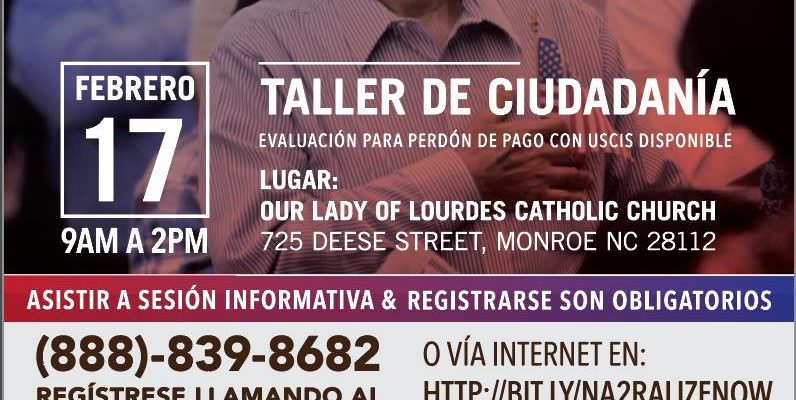 FEBRERO
17
9AM A 2PM
TALLER DE CIUDADANÍA
EVALUACIÓN PARA PERDÓN DE PAGO CON USCIS DISPONIBLE
LUGAR:
OUR LADY OF LOURDES CATHOLIC CHURCH
725 DEESE STREET, MONROE NC 28112
ASISTIR A SESIÓN INFORMATIVA & REGISTRARSE SON OBLIGATORIOS
(888)-839-8682
REGÍSTRESE LLAMANDO AL
O VÍA INTERNET EN:
HTTP://BIT.LY/NA2RALIZENOW